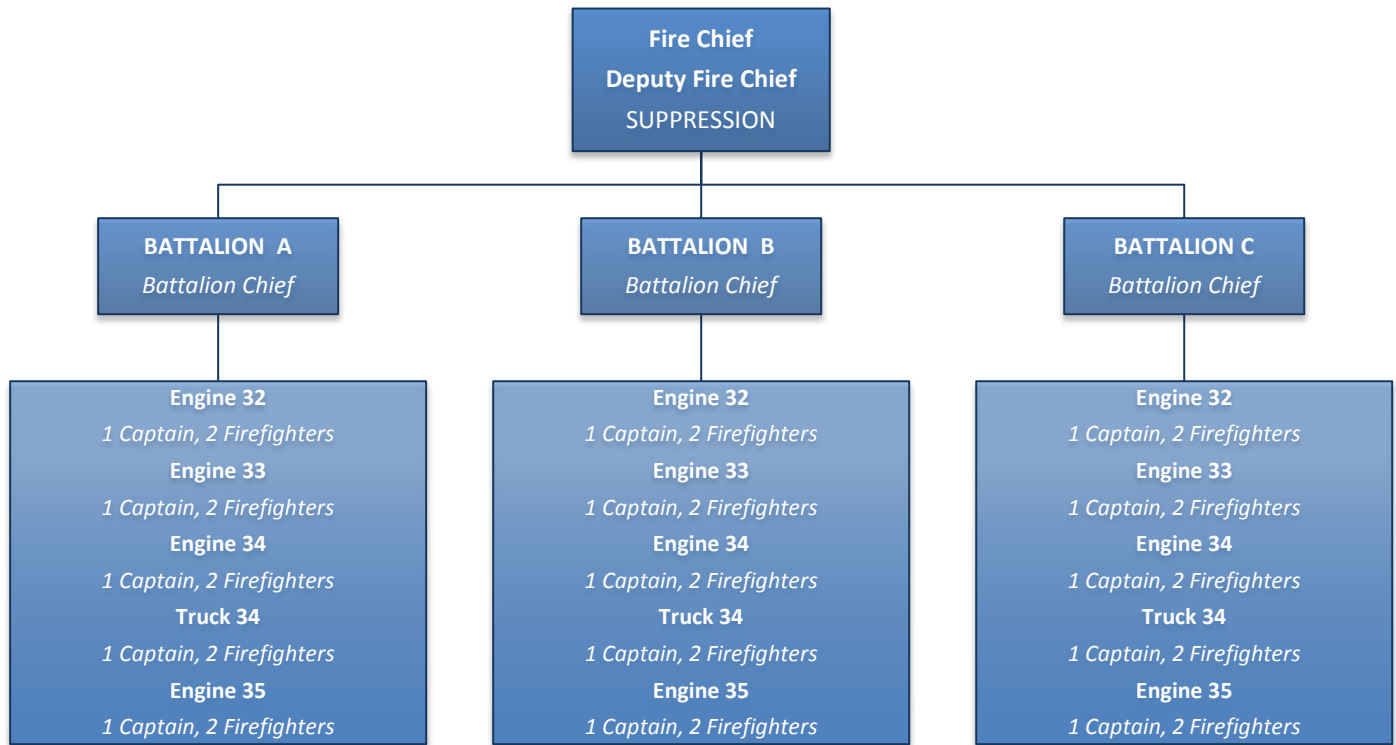 Fire Chief
Deputy Fire Chief
SUPPRESSION
BATTALION A
Battalion Chief
BATTALION B
Battalion Chief
BATTALION C
Battalion Chief
Engine 32
1 Captain, 2 Firefighters
Engine 33
1 Captain, 2 Firefighters
Engine 34
1 Captain, 2 Firefighters
Truck 34
1 Captain, 2 Firefighters
Engine 35
1 Captain, 2 Firefighters
Engine 32
1 Captain, 2 Firefighters
Engine 33
1 Captain, 2 Firefighters
Engine 34
1 Captain, 2 Firefighters
Truck 34
1 Captain, 2 Firefighters
Engine 35
1 Captain, 2 Firefighters
Engine 32
1 Captain, 2 Firefighters
Engine 33
1 Captain, 2 Firefighters
Engine 34
1 Captain, 2 Firefighters
Truck 34
1 Captain, 2 Firefighters
Engine 35
1 Captain, 2 Firefighters